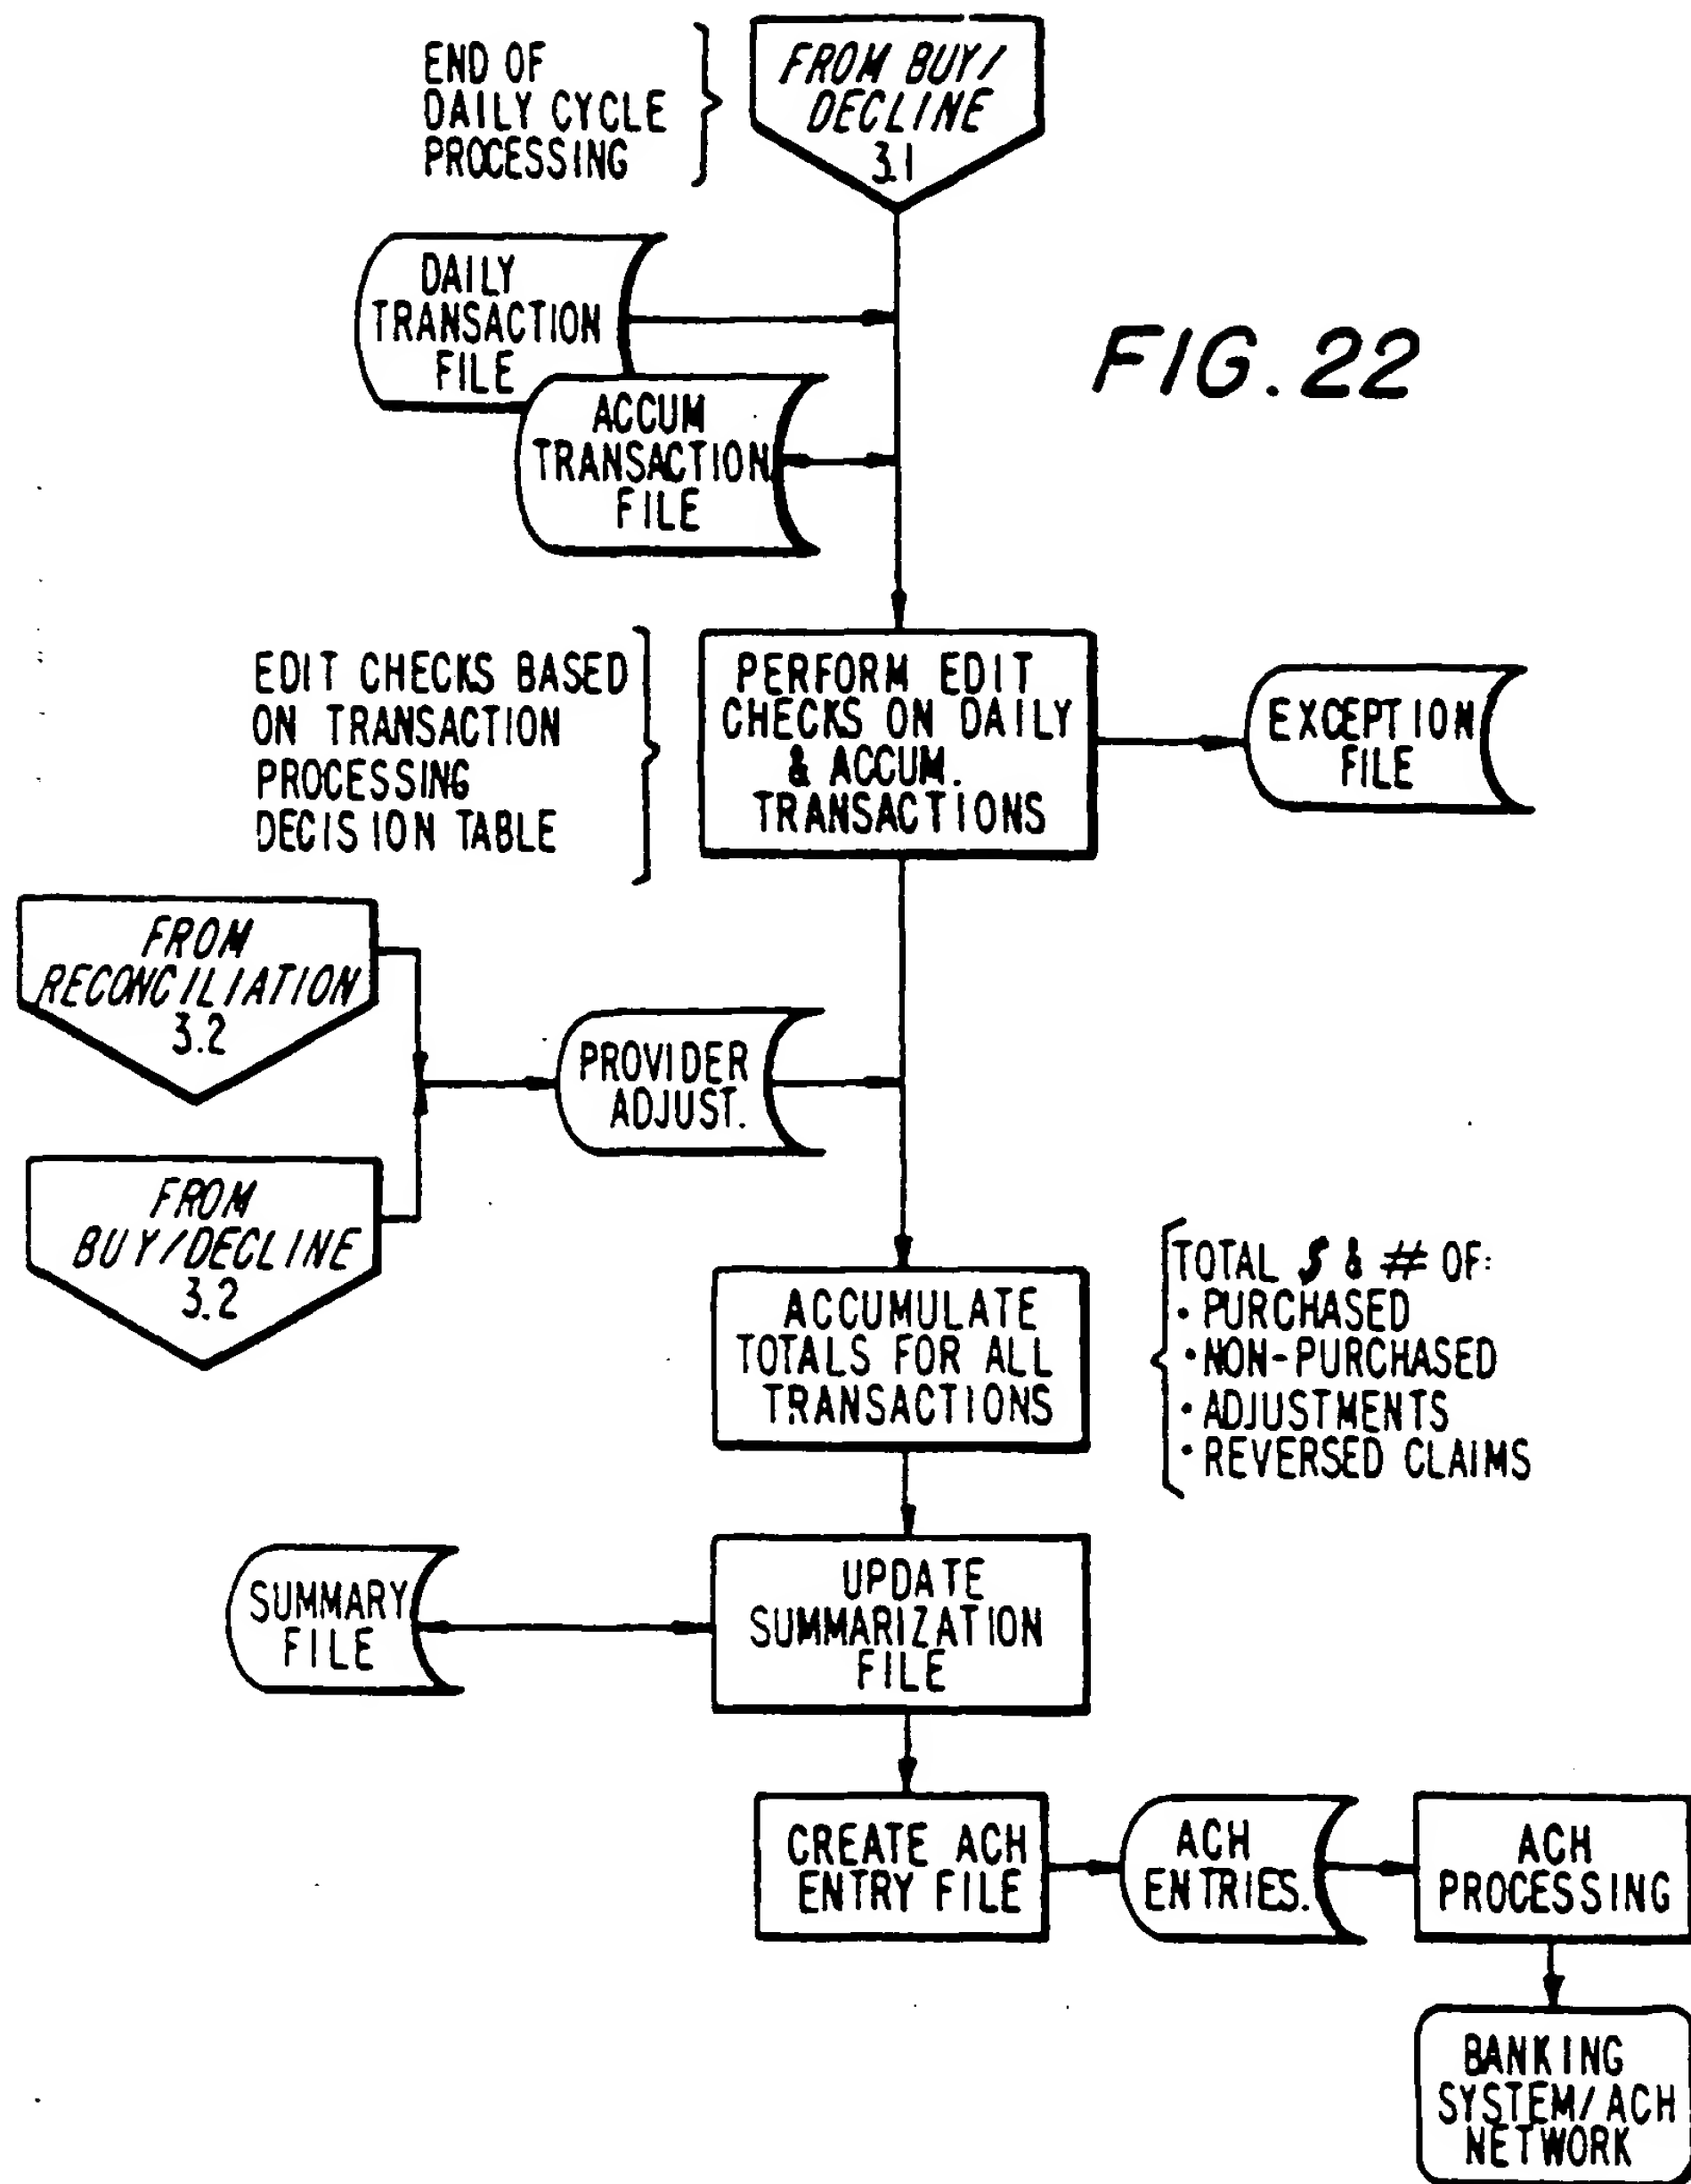 END OF
DAILY CYCLE
PROCESSING
FROM BUY/
DECLINE
3.1
DAILY
TRANSACTION
FILE
FIG. 22
ACCUM
TRANSACTION
FILE
EDIT CHECKS BASED
ON TRANSACTION
PROCESSING
DECISION TABLE
PERFORM EDIT
CHECKS ON DAILY
& ACCUM.
TRANSACTIONS
EXCEPTION
FILE
FROM
RECONCILIATION
3.2
PROVIDER
ADJUST.
FROM
BUY/DECLINE
3.2
ACCUMULATE
TOTALS FOR ALL
TRANSACTIONS
TOTAL $ & # OF:
• PURCHASED
• NON-PURCHASED
• ADJUSTMENTS
• REVERSED CLAIMS
SUMMARY
FILE
UPDATE
SUMMARIZATION
FILE
CREATE ACH
ENTRY FILE
ACH
ENTRIES.
ACH
PROCESSING
BANKING
SYSTEM/ACH
NETWORK